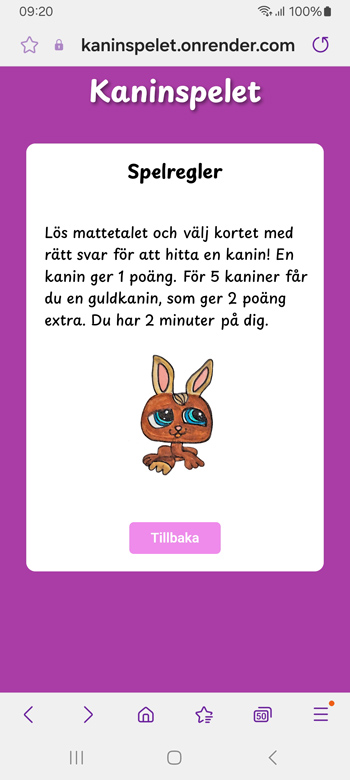 09:20
100%
kaninspelet.onrender.com
Kaninspelet
Spelregler
Lös mattetalet och välj kortet med
rätt svar för att hitta en kanin! En
kanin ger 1 poäng. För 5 kaniner får
du en guldkanin, som ger 2 poäng
extra. Du har 2 minuter på dig.
Tillbaka
50